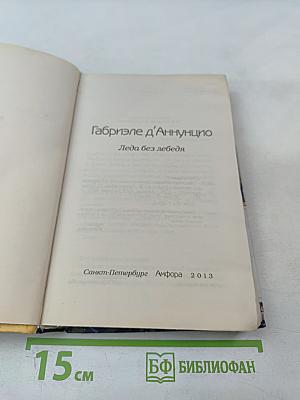 Габриэле д'Аннунцио
Леда без лебедя
Санкт-Петербург Амфора 2013
15 см
БФ БИБЛИОФАН